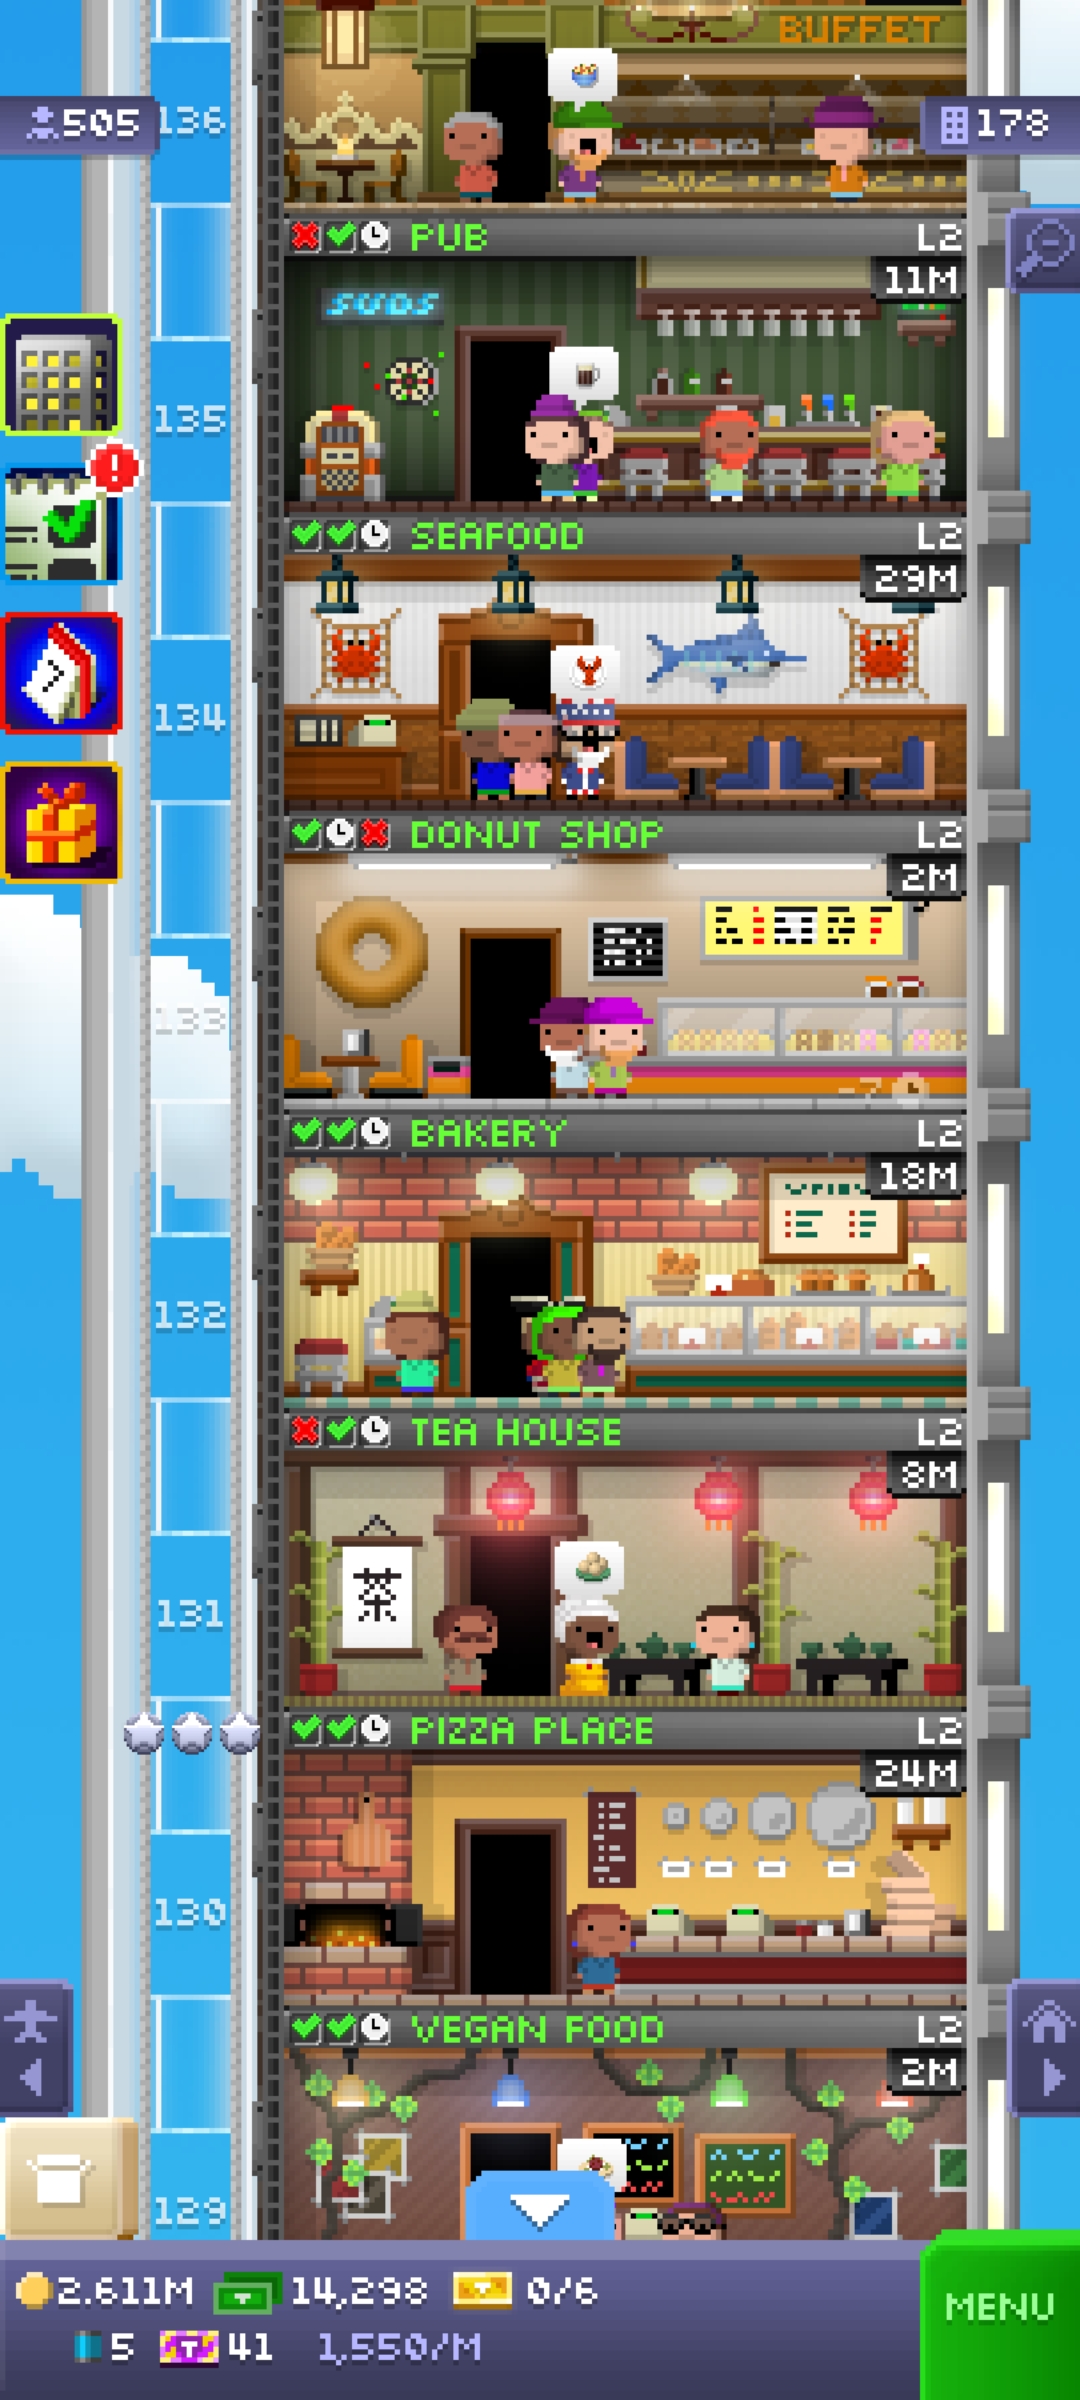 BUFFET
505
136
178
PUB
L2
11M
SUDS
135
SEAFOOD
L2
29M
134
DONUT SHOP
L2
2M
133
BAKERY
L2
18M
132
TEA HOUSE
L2
8M
茶
131
PIZZA PLACE
L2
24M
130
VEGAN FOOD
L2
2M
129
2.611M
14,298
0/6
MENU
5
T
41
1,550/M